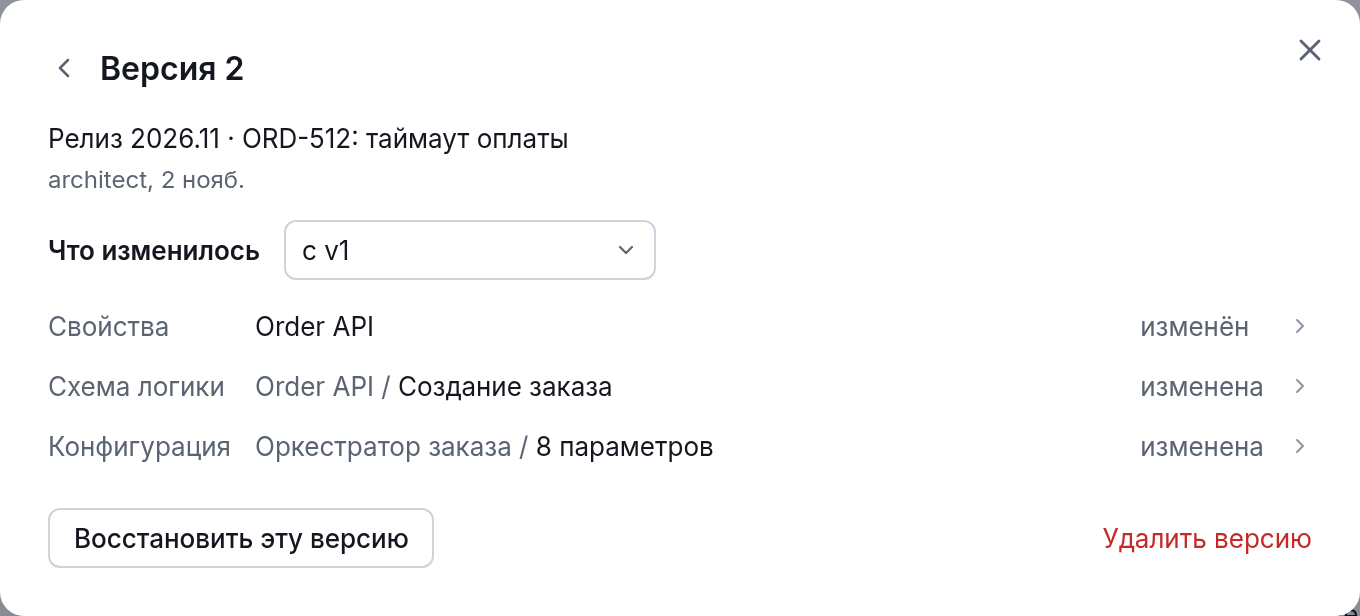 Версия 2
Релиз 2026.11 · ORD-512: таймаут оплаты
architect, 2 нояб.
Что изменилось с v1
Свойства Order API изменён
Схема логики Order API / Создание заказа изменена
Конфигурация Оркестратор заказа / 8 параметров изменена
Восстановить эту версию Удалить версию